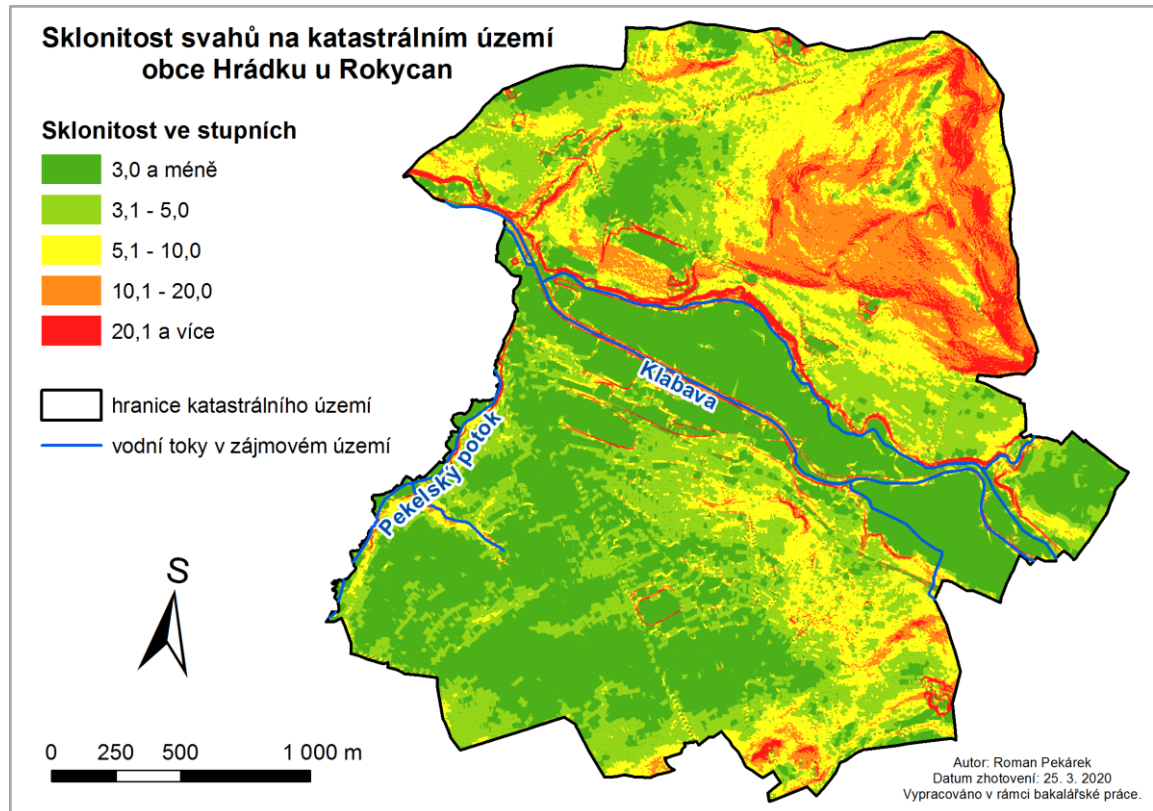 Sklonitost svahů na katastrálním území
obce Hrádku u Rokycan
Sklonitost ve stupních
3,0 a méně
3,1 - 5,0
5,1 - 10,0
10,1 - 20,0
20,1 a více
hranice katastrálního území
vodní toky v zájmovém území
Klabava
Pekelský potok
S
0 250 500 1 000 m
Autor: Roman Pekárek
Datum zhotovení: 25. 3. 2020
Vypracováno v rámci bakalářské práce.